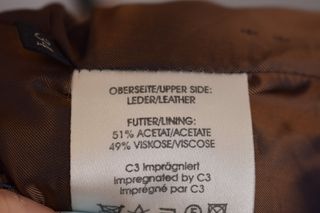 OBERSEITE/UPPER SIDE:
LEDER/LEATHER
FUTTER/LINING:
51% ACETAT/ACETATE
49% VISKOSE/VISCOSE
C3 imprägniert
impregnated by C3
impregné par C3